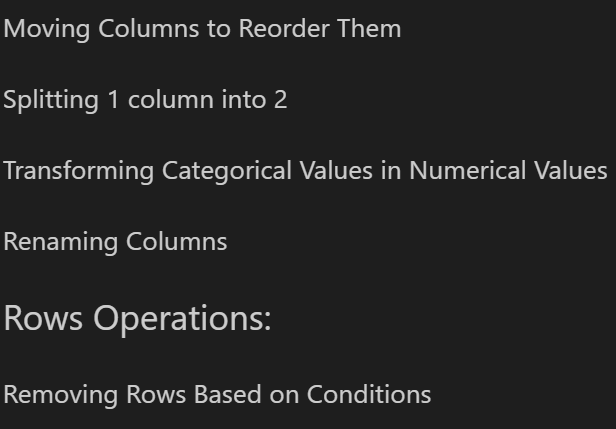 Moving Columns to Reorder Them
Splitting 1 column into 2
Transforming Categorical Values in Numerical Values
Renaming Columns
Rows Operations:
Removing Rows Based on Conditions